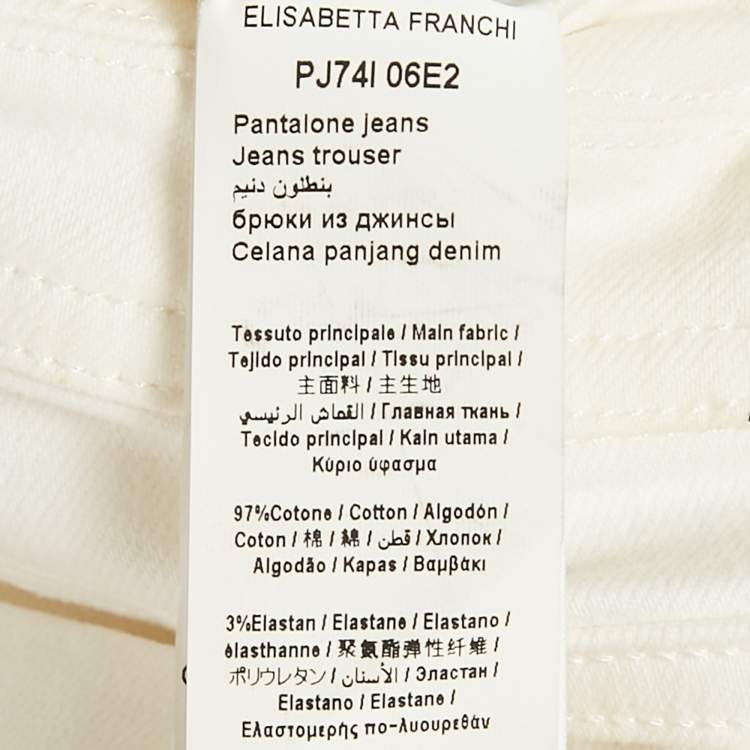 ELISABETTA FRANCHI
PJ74I 06E2
Pantalone jeans
Jeans trouser
بنطلون دنيم
брюки из джинсы
Celana panjang denim
Tessuto principale / Main fabric /
Tejido principal / Tissu principal /
主面料 / 主生地
القماش الرئيسي / Главная ткань /
Tecido principal / Kain utama /
Κύριο ύφασμα
97%Cotone / Cotton / Algodón /
Coton / 棉 / 綿 / قطن / Хлопок /
Algodão / Kapas / Βαμβάκι
3%Elastan / Elastane / Elastano /
élasthanne / 聚氨酯弹性纤维 /
ポリウレタン / الأستان / Эластан /
Elastano / Elastane /
Ελαστομερής πο-λυουρεθάν